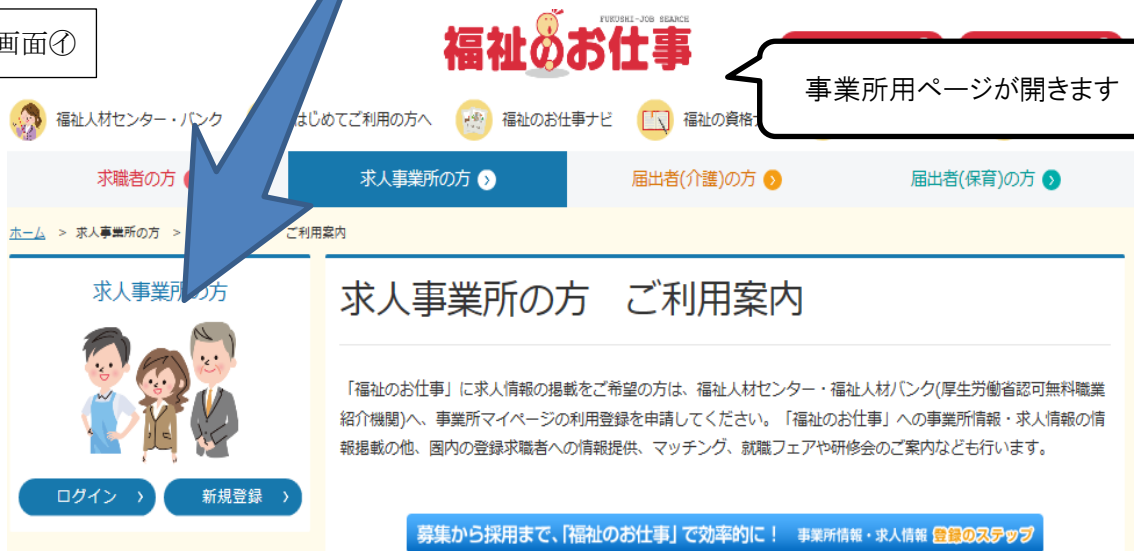 画面㋑
FUKUSHI-JOB SEARCH
福祉のお仕事
事業所用ページが開きます
福祉人材センター・バンク
はじめてご利用の方へ
福祉のお仕事ナビ
福祉の資格
求職者の方
求人事業所の方
届出者(介護)の方
届出者(保育)の方
ホーム > 求人事業所の方 > ご利用案内
求人事業所の方
求人事業所の方 ご利用案内
「福祉のお仕事」に求人情報の掲載をご希望の方は、福祉人材センター・福祉人材バンク(厚生労働省認可無料職業
紹介機関)へ、事業所マイページの利用登録を申請してください。「福祉のお仕事」への事業所情報・求人情報の情
報掲載の他、圏内の登録求職者への情報提供、マッチング、就職フェアや研修会のご案内なども行います。
ログイン
新規登録
募集から採用まで、「福祉のお仕事」で効率的に! 事業所情報・求人情報 登録のステップ